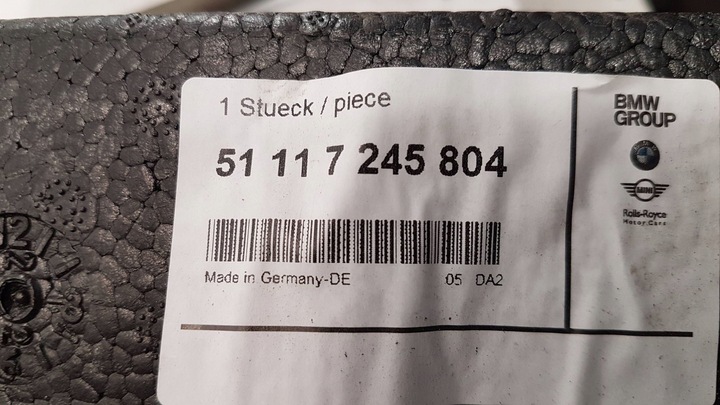 1 Stueck / piece
51 11 7 245 804
Made in Germany-DE 05 DA2
BMW
GROUP
MINI
Rolls-Royce
Motor Cars